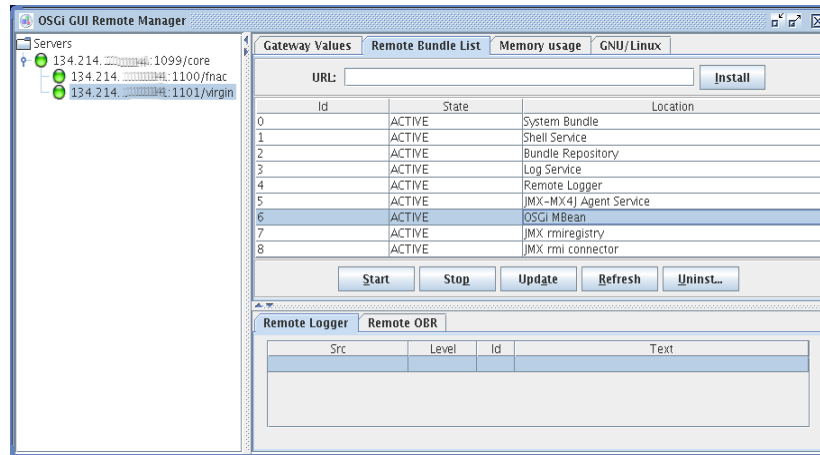 OSGi GUI Remote Manager
Servers
134.214. :1099/core
134.214. :1100/fnac
134.214. :1101/virgin
Gateway Values Remote Bundle List Memory usage GNU/Linux
URL: Install
Id State Location
0 ACTIVE System Bundle
1 ACTIVE Shell Service
2 ACTIVE Bundle Repository
3 ACTIVE Log Service
4 ACTIVE Remote Logger
5 ACTIVE JMX-MX4J Agent Service
6 ACTIVE OSGi MBean
7 ACTIVE JMX rmiregistry
8 ACTIVE JMX rmi connector
Start Stop Update Refresh Uninst...
Remote Logger Remote OBR
Src Level Id Text